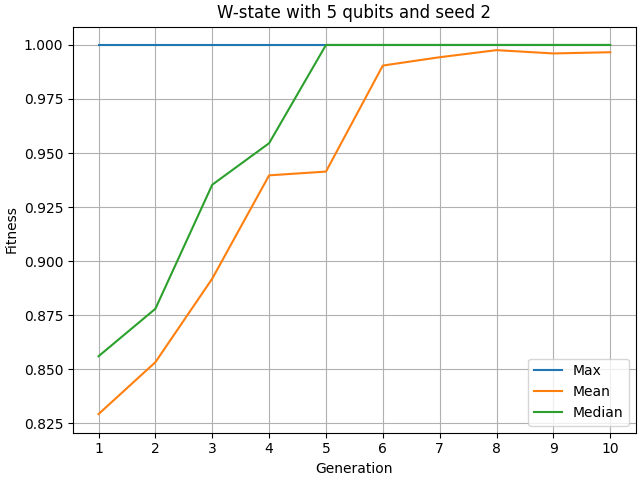 W-state with 5 qubits and seed 2
Fitness
1.000
0.975
0.950
0.925
0.900
0.875
0.850
0.825
1 2 3 4 5 6 7 8 9 10
Generation
Max
Mean
Median